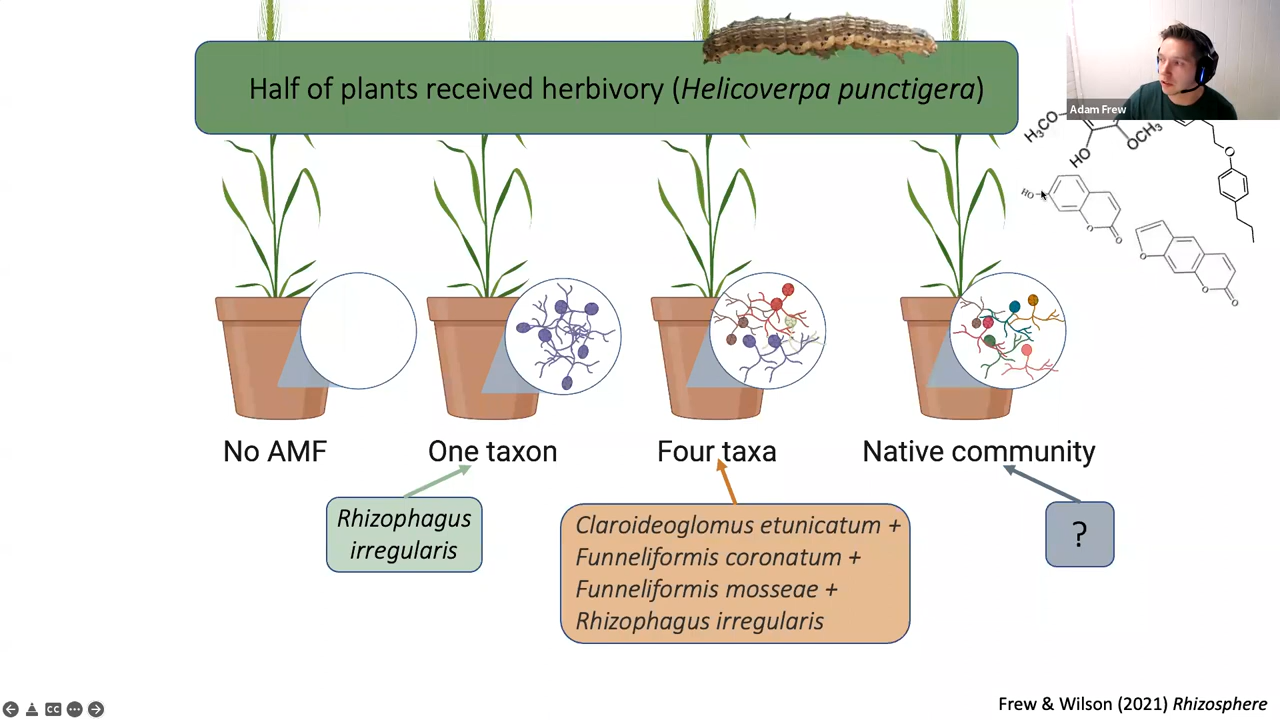 Half of plants received herbivory (Helicoverpa punctigera)
Adam Frew
H₃CO
HO
OCH₃
O
HO
O
O
O
O
O
No AMF
One taxon
Four taxa
Native community
Rhizophagus
irregularis
Claroideoglomus etunicatum +
Funneliformis coronatum +
Funneliformis mosseae +
Rhizophagus irregularis
?
Frew & Wilson (2021) Rhizosphere
CC